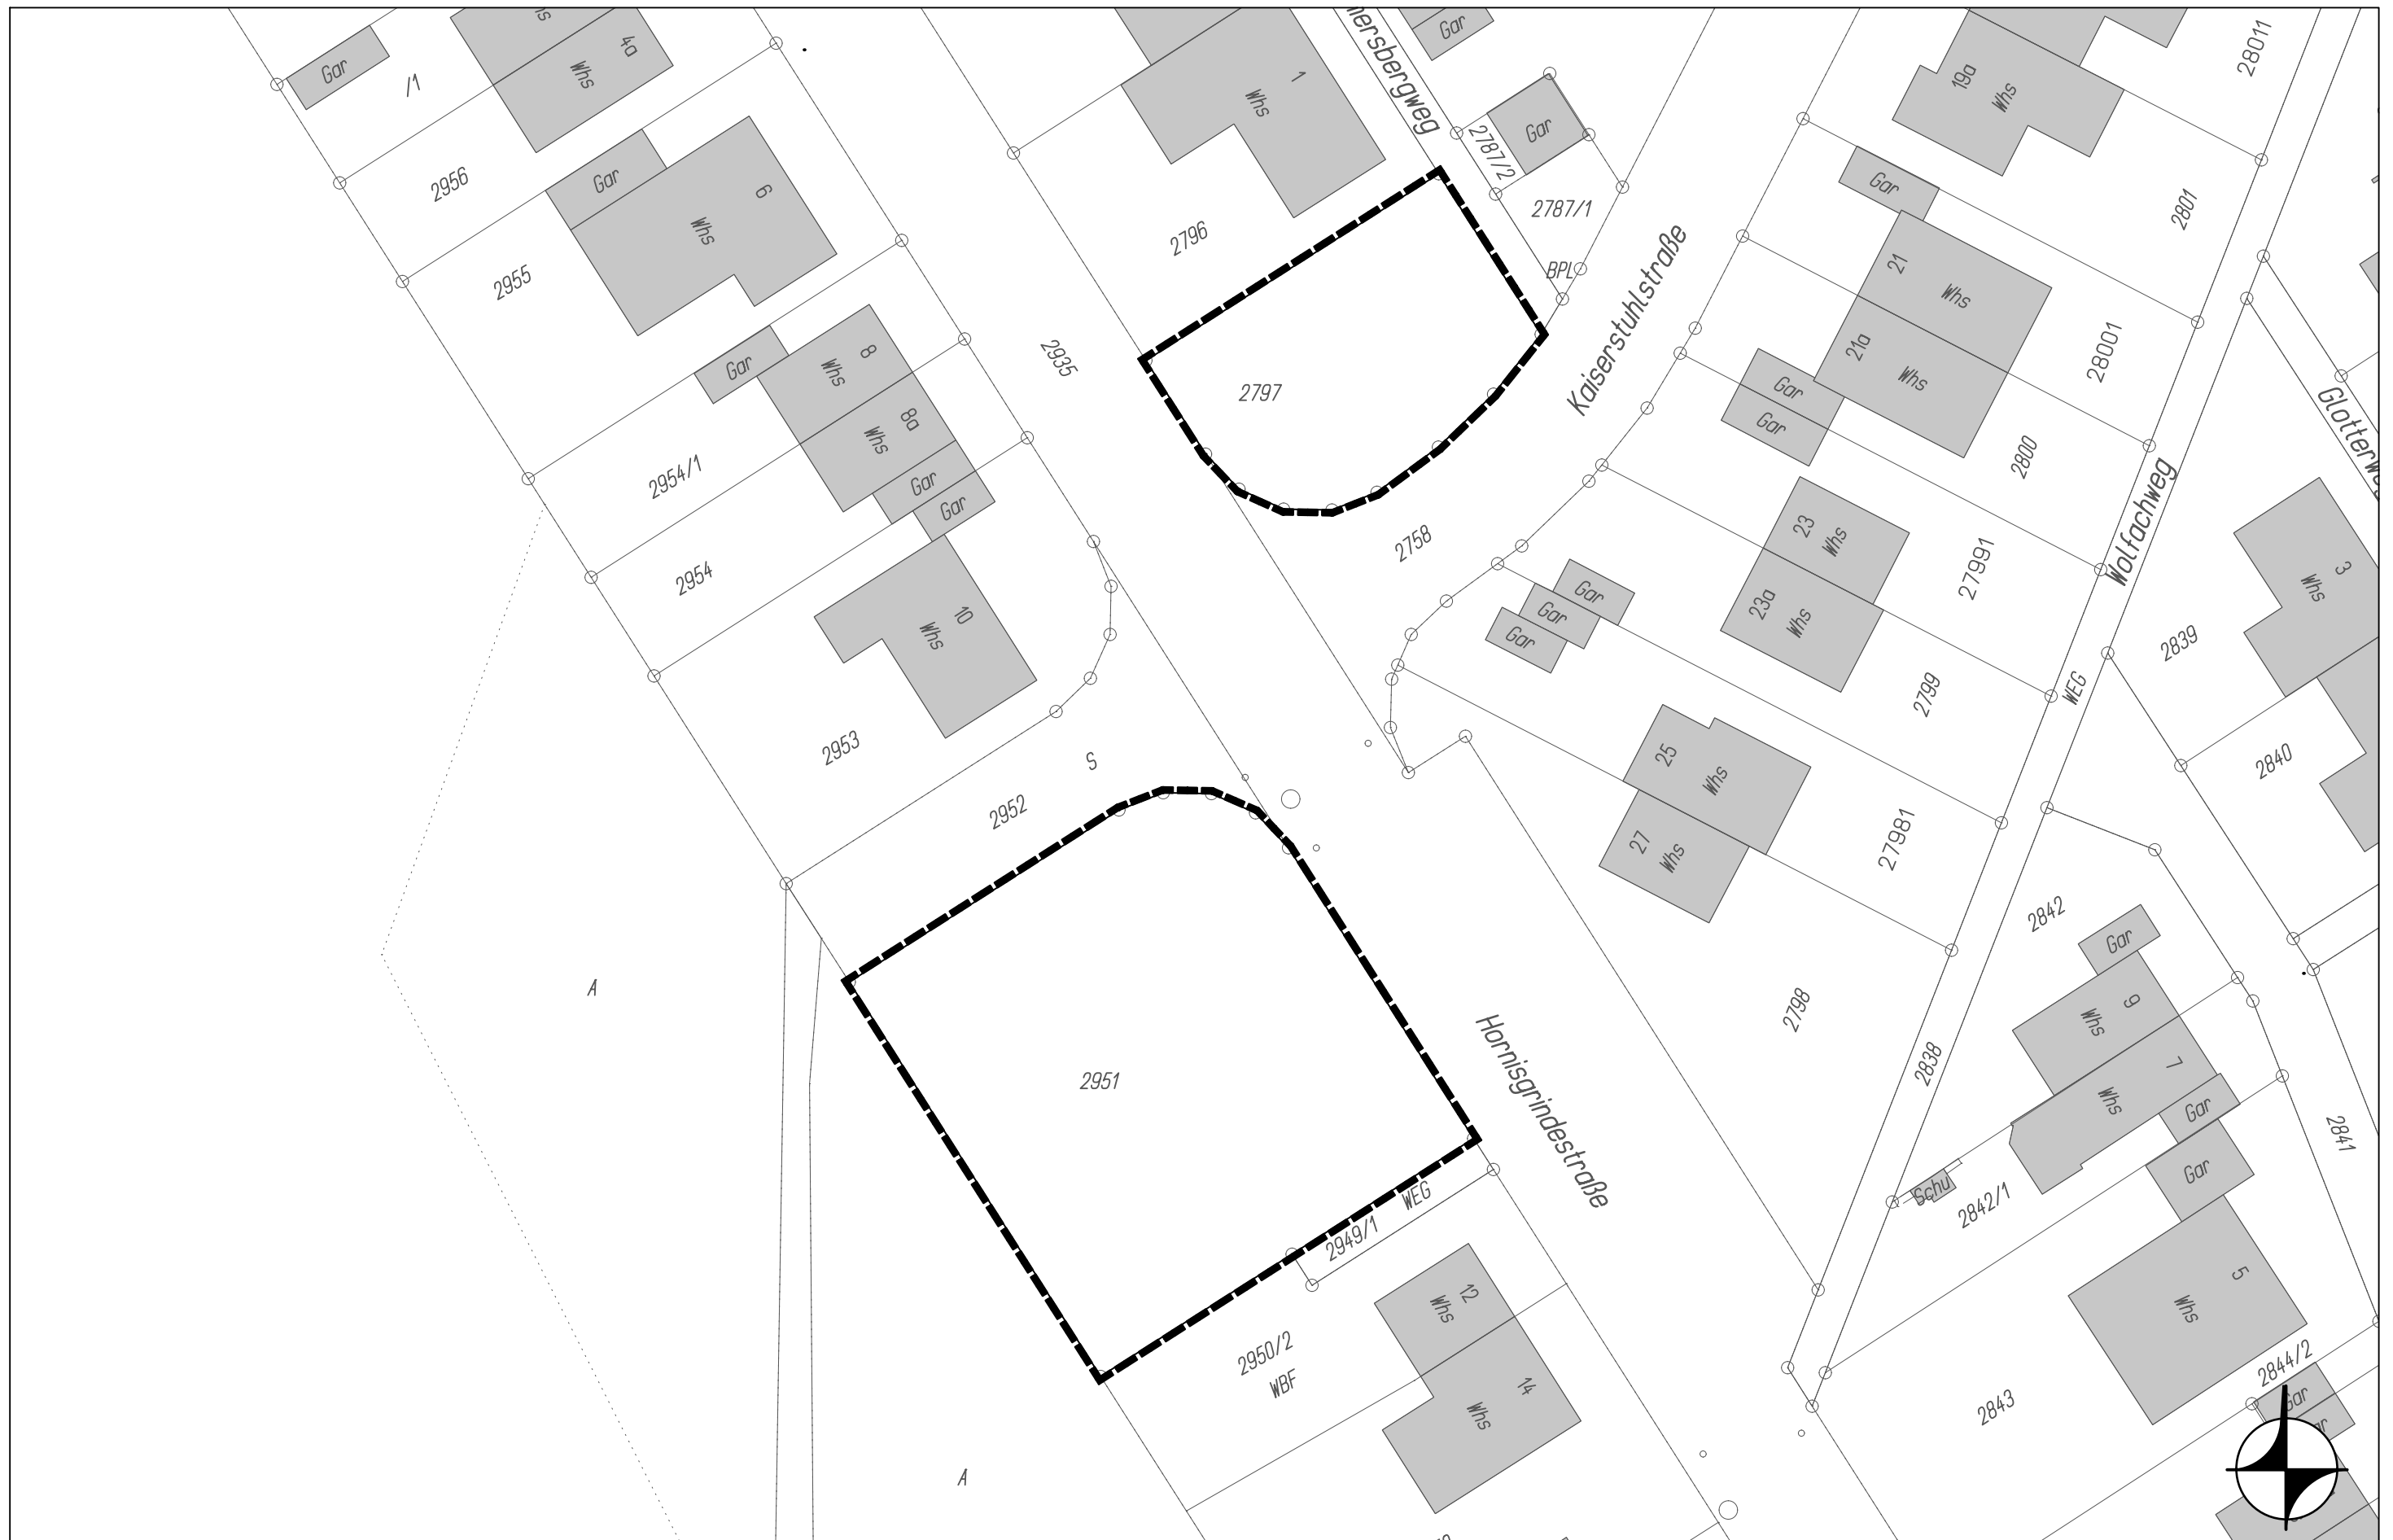 Gar
/1
4a
Whs
2956
Gar
6
Whs
2955
Gar
8
Whs
8a
Whs
Gar
Gar
2954/1
2954
10
Whs
2953
S
2952
2935
1
Whs
2796
2797
Gar
2787/2
Gar
2787/1
BPL
Kaiserstuhlstraße
2758
19a
Whs
28011
Gar
2801
21
Whs
21a
Whs
28001
Gar
Gar
2800
Wolfachweg
23
Whs
23a
Whs
27991
Gar
Gar
Gar
2799
WEG
25
Whs
27
Whs
27981
2798
2838
3
Whs
2839
2840
2842
Gar
9
Whs
7
Whs
Gar
Gar
2841
Schu
2842/1
5
Whs
2844/2
Gar
2843
A
2951
Hornisgrindestraße
WEG
2949/1
12
Whs
2950/2
WBF
14
Whs
A